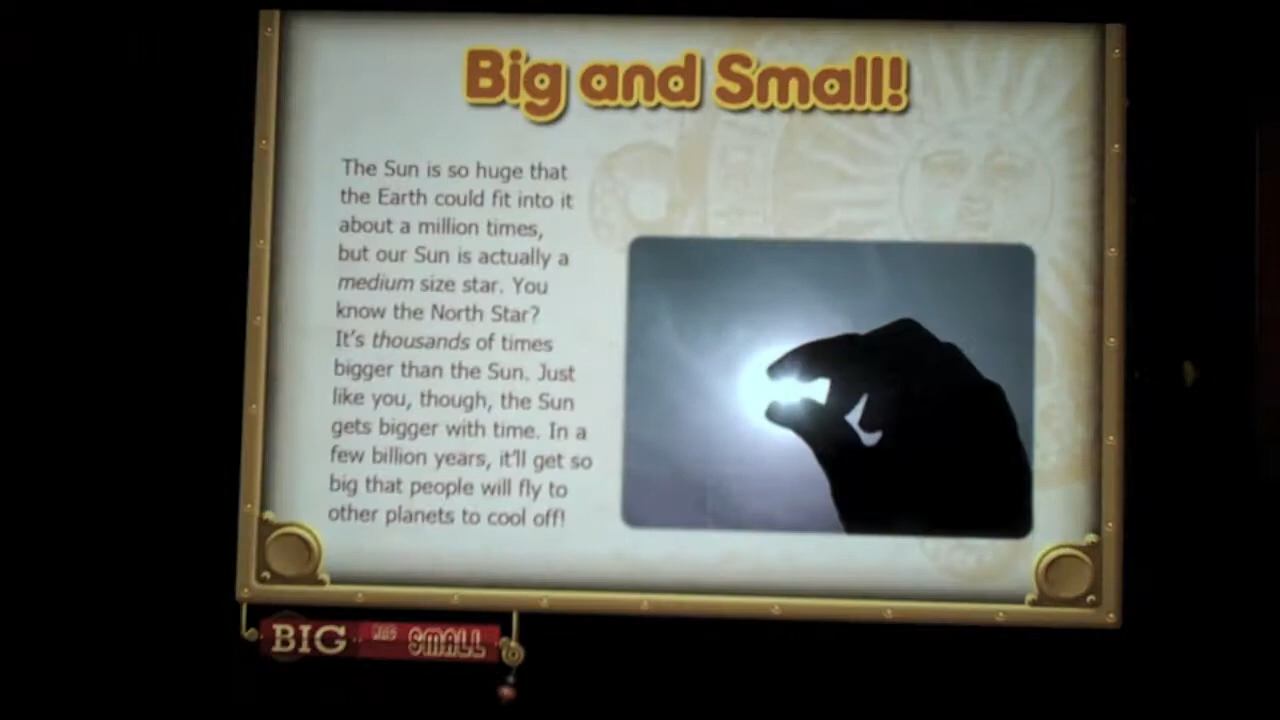 Big and Small!
The Sun is so huge that
the Earth could fit into it
about a million times,
but our Sun is actually a
medium size star. You
know the North Star?
It's thousands of times
bigger than the Sun. Just
like you, though, the Sun
gets bigger with time. In a
few billion years, it'll get so
big that people will fly to
other planets to cool off!
BIG AND SMALL